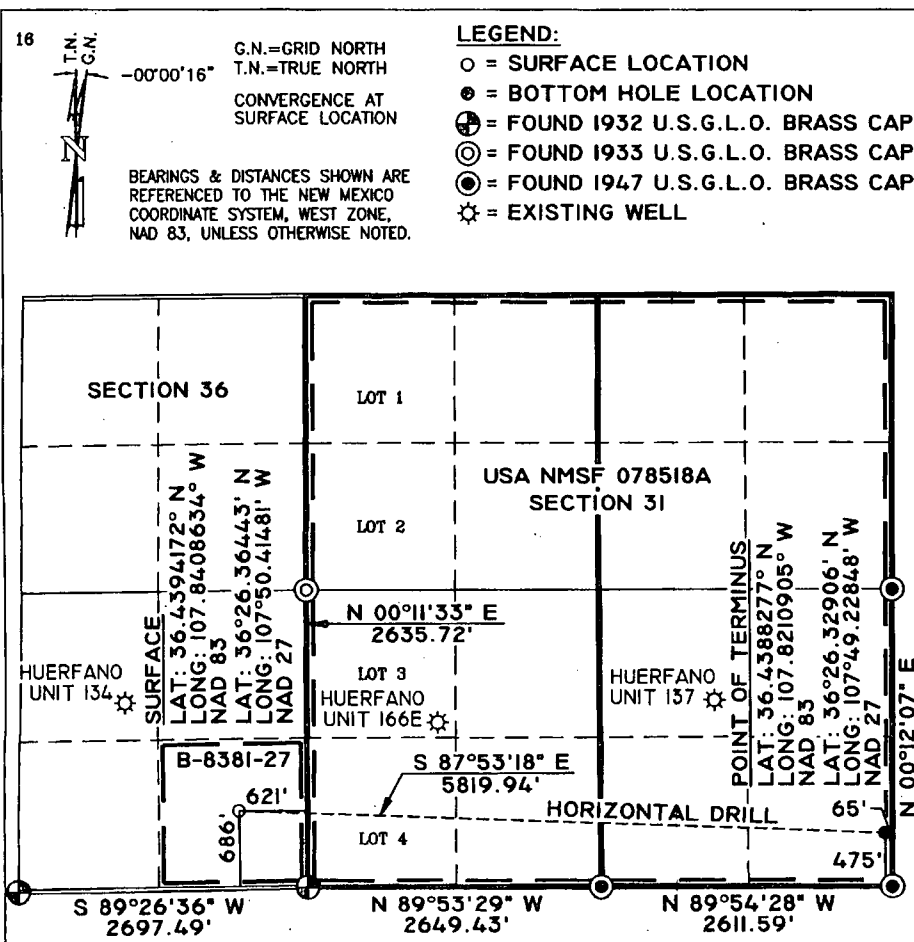 16
T.N.
G.N.
-00°00'16"
G.N.=GRID NORTH
T.N.=TRUE NORTH
CONVERGENCE AT
SURFACE LOCATION
N
BEARINGS & DISTANCES SHOWN ARE
REFERENCED TO THE NEW MEXICO
COORDINATE SYSTEM, WEST ZONE,
NAD 83, UNLESS OTHERWISE NOTED.
LEGEND:
= SURFACE LOCATION
= BOTTOM HOLE LOCATION
= FOUND 1932 U.S.G.L.O. BRASS CAP
= FOUND 1933 U.S.G.L.O. BRASS CAP
= FOUND 1947 U.S.G.L.O. BRASS CAP
= EXISTING WELL
SECTION 36
LOT 1
USA NMSF 078518A
SECTION 31
LOT 2
SURFACE
LAT: 36.4394172° N
LONG: 107.8408634° W
NAD 83
LAT: 36°26.36443' N
LONG: 107°50.41481' W
NAD 27
N 00°11'33" E
2635.72'
LOT 3
HUERFANO
UNIT 134
HUERFANO
UNIT 166E
HUERFANO
UNIT 137
POINT OF TERMINUS
LAT: 36.4388277° N
LONG: 107.8210905° W
NAD 83
LAT: 36°26.32906' N
LONG: 107°49.22848' W
NAD 27
N 00°12'07" E
B-8381-27
S 87°53'18" E
5819.94'
621'
686'
HORIZONTAL DRILL
65'
LOT 4
475'
S 89°26'36" W
2697.49'
N 89°53'29" W
2649.43'
N 89°54'28" W
2611.59'